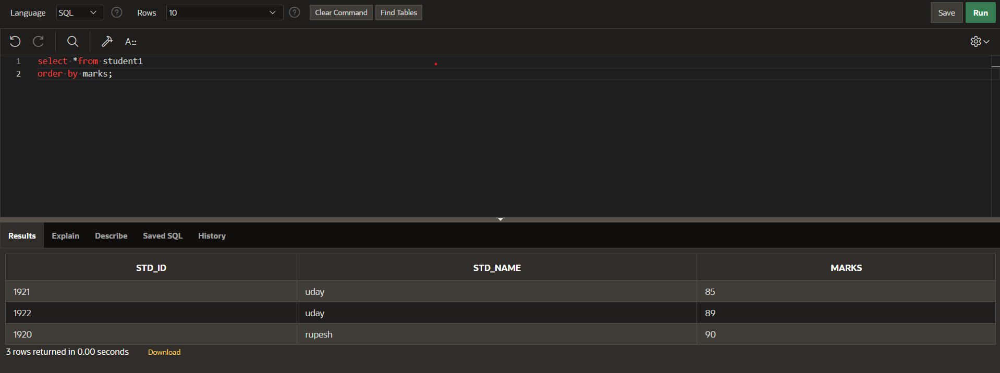 Language SQL Rows 10 Clear Command Find Tables Save Run
A
1 select *from student1
2 order by marks;
Results Explain Describe Saved SQL History
STD_ID STD_NAME MARKS
1921 uday 85
1922 uday 89
1920 rupesh 90
3 rows returned in 0.00 seconds Download